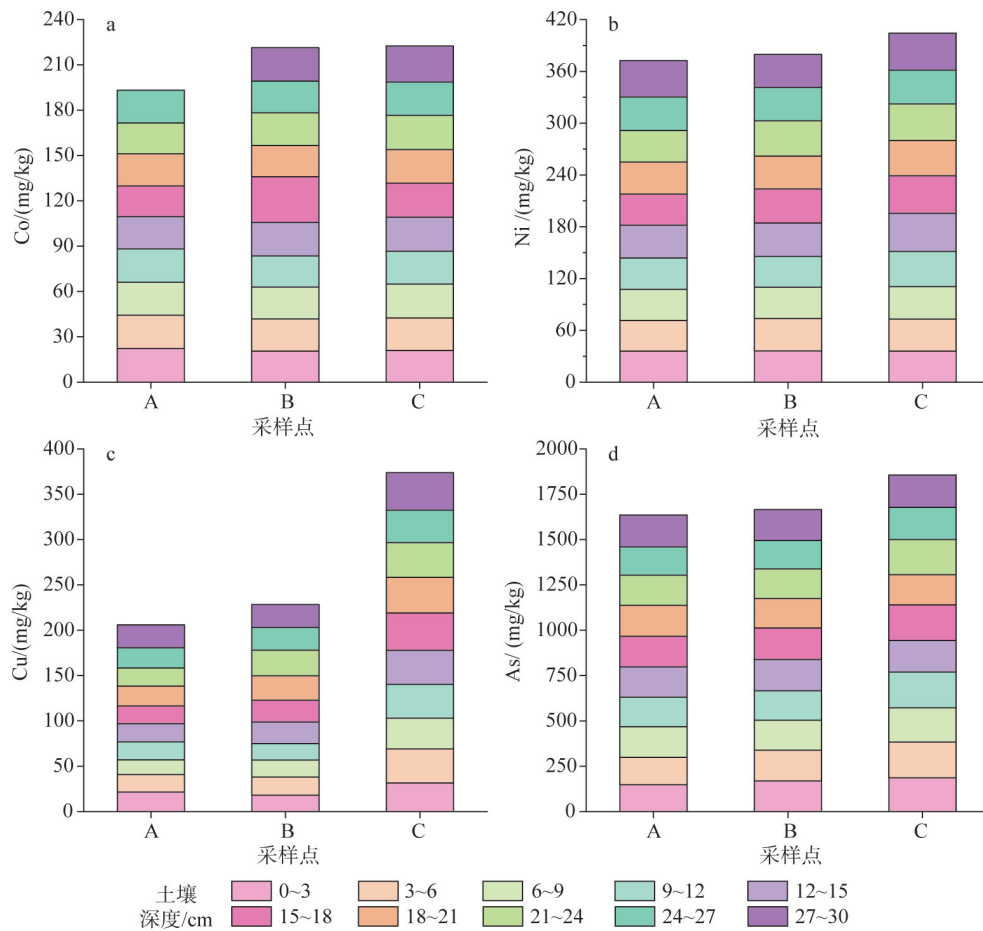 a
240
210
180
150
120
90
60
30
0
Co/(mg/kg)
A
B
C
采样点
b
420
360
300
240
180
120
60
0
Ni /(mg/kg)
A
B
C
采样点
c
400
350
300
250
200
150
100
50
0
Cu/(mg/kg)
A
B
C
采样点
d
2000
1750
1500
1250
1000
750
500
250
0
As/ (mg/kg)
A
B
C
采样点
土壤
深度/cm
0~3
3~6
6~9
9~12
12~15
15~18
18~21
21~24
24~27
27~30